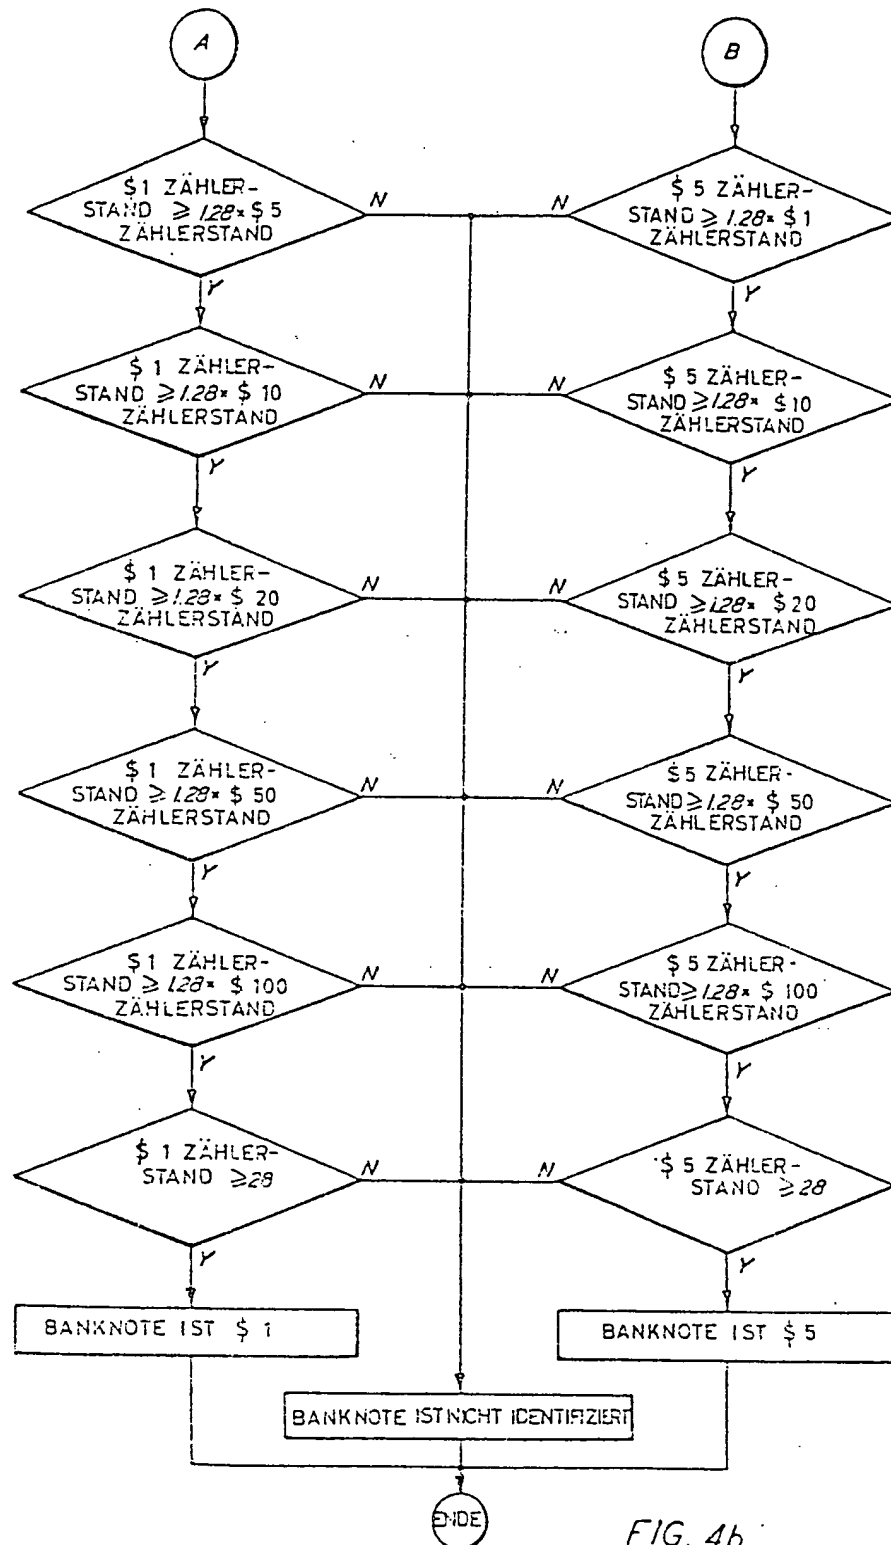 A
$1 ZÄHLER-
STAND ≥ 1.28× $5
ZÄHLERSTAND
N
Y
$ 1 ZÄHLER-
STAND ≥ 1.28× $ 10
ZÄHLERSTAND
N
Y
$ 1 ZÄHLER-
STAND ≥ 1.28× $ 20
ZÄHLERSTAND
N
Y
$ 1 ZÄHLER-
STAND ≥ 1.28× $ 50
ZÄHLERSTAND
N
Y
$1 ZÄHLER-
STAND ≥ 1.28× $ 100
ZÄHLERSTAND
N
Y
$ 1 ZÄHLER-
STAND ≥28
N
Y
BANKNOTE IST $ 1
B
$ 5 ZÄHLER-
STAND ≥ 1.28× $ 1
ZÄHLERSTAND
N
Y
$ 5 ZÄHLER-
STAND ≥ 1.28× $10
ZÄHLERSTAND
N
Y
$5 ZÄHLER-
STAND ≥ 1.28× $20
ZÄHLERSTAND
N
Y
$5 ZÄHLER-
STAND ≥ 1.28× $ 50
ZÄHLERSTAND
N
Y
$ 5 ZÄHLER-
STAND ≥ 1.28× $ 100
ZÄHLERSTAND
N
Y
$ 5 ZÄHLER-
STAND ≥28
N
Y
BANKNOTE IST $ 5
BANKNOTE IST NICHT IDENTIFIZIERT
ENDE
FIG. 4b